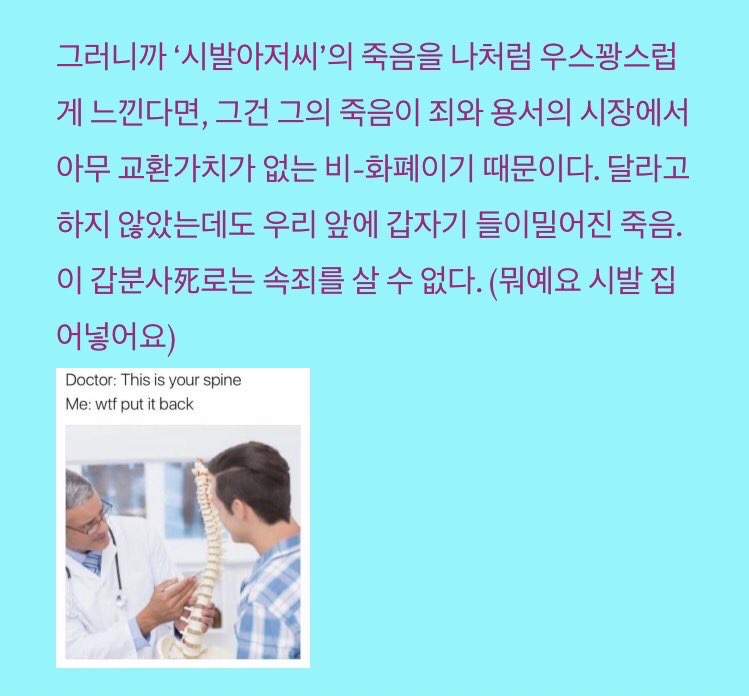 그러니까 ‘시발아저씨’의 죽음을 나처럼 우스꽝스럽
게 느낀다면, 그건 그의 죽음이 죄와 용서의 시장에서
아무 교환가치가 없는 비-화폐이기 때문이다. 달라고
하지 않았는데도 우리 앞에 갑자기 들이밀어진 죽음.
이 갑분사死로는 속죄를 살 수 없다. (뭐예요 시발 집
어넣어요)
Doctor: This is your spine
Me: wtf put it back